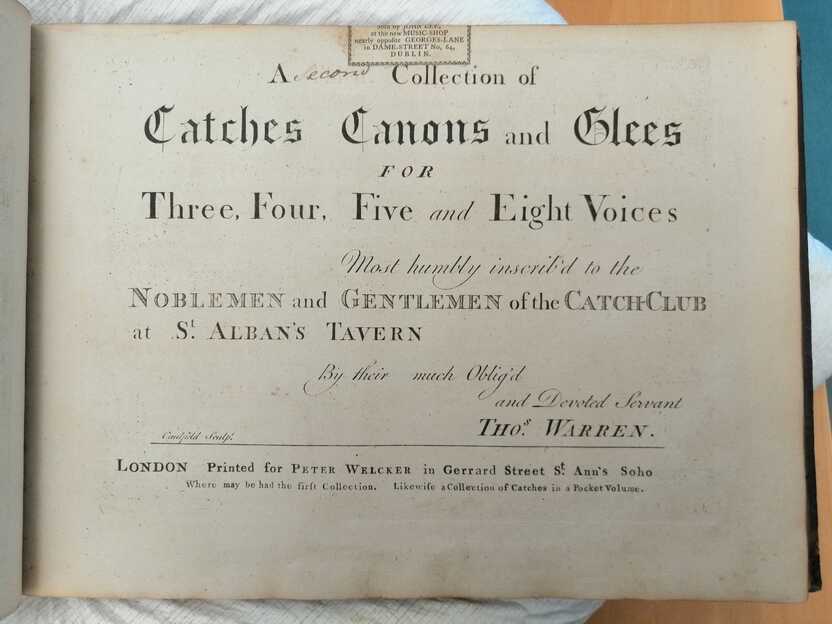 Sold by JOHN LEE,
at the new MUSIC-SHOP
nearly oppoſite GEORGES-LANE
in DAME-STREET No, 64,
DUBLIN.
A Second Collection of
Catches Canons and Glees
FOR
Three, Four, Five and Eight Voices
Most humbly inscrib'd to the
NOBLEMEN and GENTLEMEN of the CATCH-CLUB
at St. ALBAN'S TAVERN
By their much Oblig'd
and Devoted Servant
THOs. WARREN.
Caulfield Sculpt.
LONDON Printed for PETER WELCKER in Gerrard Street St. Ann's Soho
Where may be had the firſt Collection. Likewiſe a Collection of Catches in a Pocket Volume.